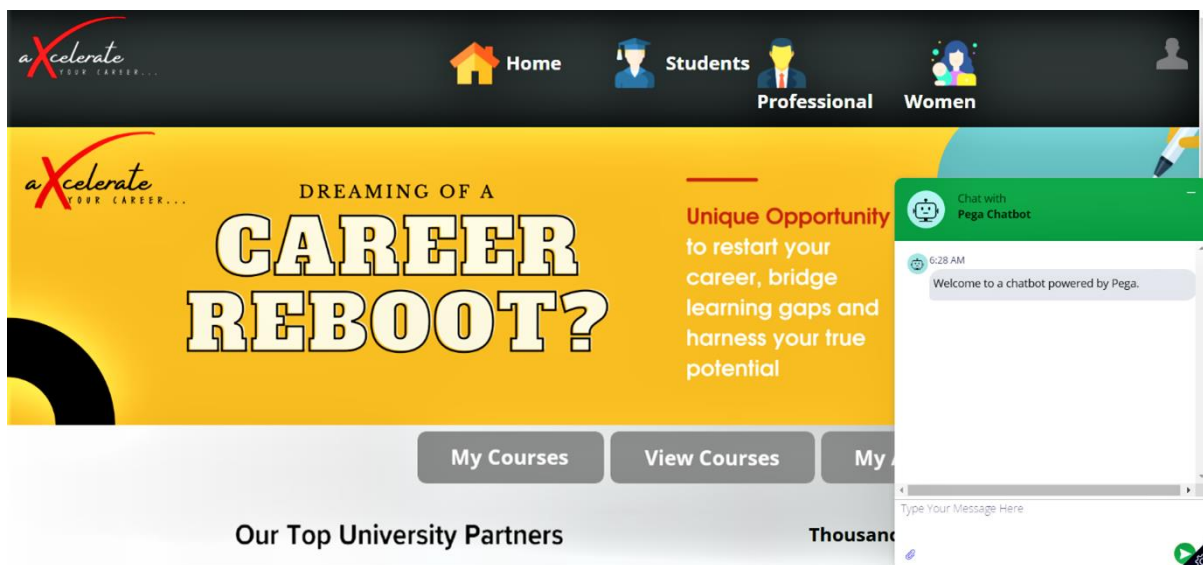 aXcelerate
YOUR CAREER...
Home
Students
Professional
Women
aXcelerate
YOUR CAREER...
DREAMING OF A
CAREER
REBOOT?
Unique Opportunity
to restart your
career, bridge
learning gaps and
harness your true
potential
Chat with
Pega Chatbot
6:28 AM
Welcome to a chatbot powered by Pega.
Type Your Message Here
My Courses
View Courses
My
Our Top University Partners
Thousan